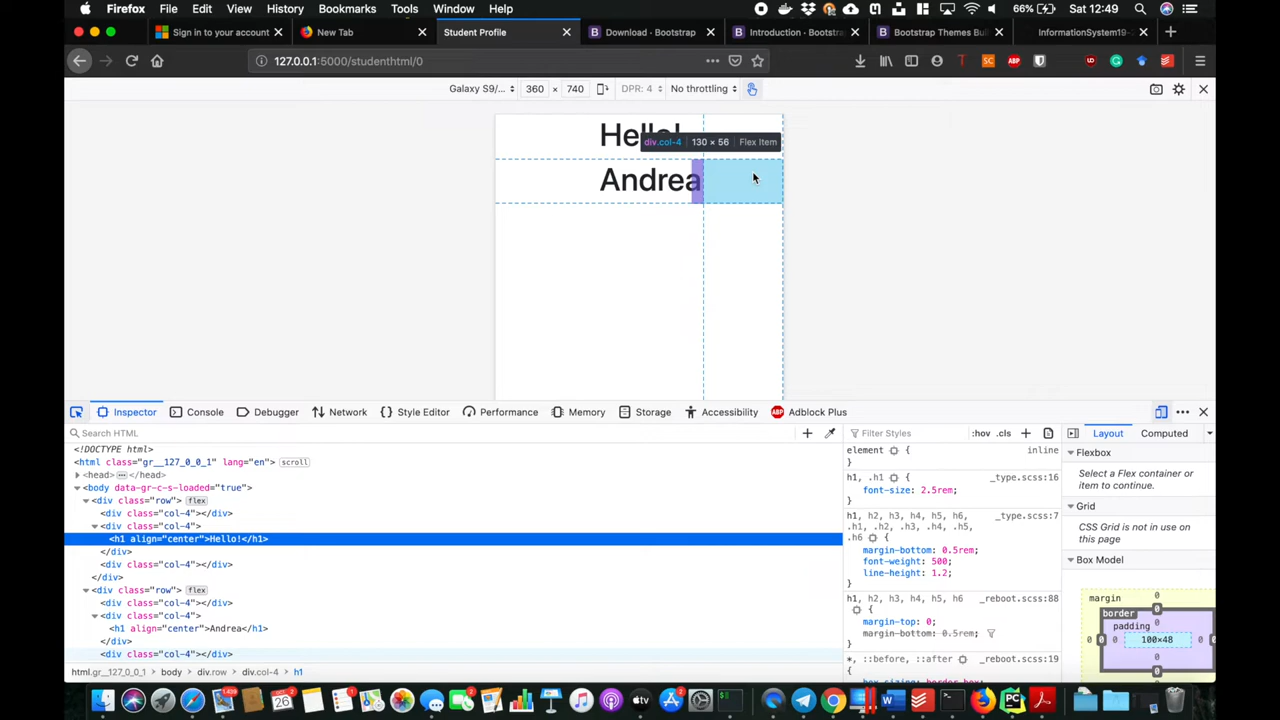 Firefox File Edit View History Bookmarks Tools Window Help 66% Sat 12:49
Sign in to your account New Tab Student Profile Download · Bootstrap Introduction · Bootstra Bootstrap Themes Bui InformationSystem19-
127.0.0.1:5000/studenthtml/0
Galaxy S9/... 360 × 740 DPR: 4 No throttling
Hello!
div.col-4 130 × 56 Flex Item
Andrea
Inspector Console Debugger Network Style Editor Performance Memory Storage Accessibility Adblock Plus
Search HTML
<!DOCTYPE html>
<html class="gr__127_0_0_1" lang="en"> scroll
<head> </head>
<body data-gr-c-s-loaded="true">
<div class="row"> flex
<div class="col-4"></div>
<div class="col-4">
<h1 align="center">Hello!</h1>
</div>
<div class="col-4"></div>
</div>
<div class="row"> flex
<div class="col-4"></div>
<div class="col-4">
<h1 align="center">Andrea</h1>
</div>
<div class="col-4"></div>
html.gr__127_0_0_1 body div.row div.col-4 h1
Filter Styles :hov .cls
element { inline
}
h1, .h1 { _type.scss:16
font-size: 2.5rem;
}
h1, h2, h3, h4, h5, h6, _type.scss:7
.h1, .h2, .h3, .h4, .h5,
.h6 {
margin-bottom: 0.5rem;
font-weight: 500;
line-height: 1.2;
}
h1, h2, h3, h4, h5, h6 _reboot.scss:88
{
margin-top: 0;
margin-bottom: 0.5rem;
}
*, ::before, ::after { _reboot.scss:19
Layout Computed
Flexbox
Select a Flex container or
item to continue.
Grid
CSS Grid is not in use on
this page
Box Model
margin 0
border 0
padding 0
0 0 0 100×48 0 0
0
0